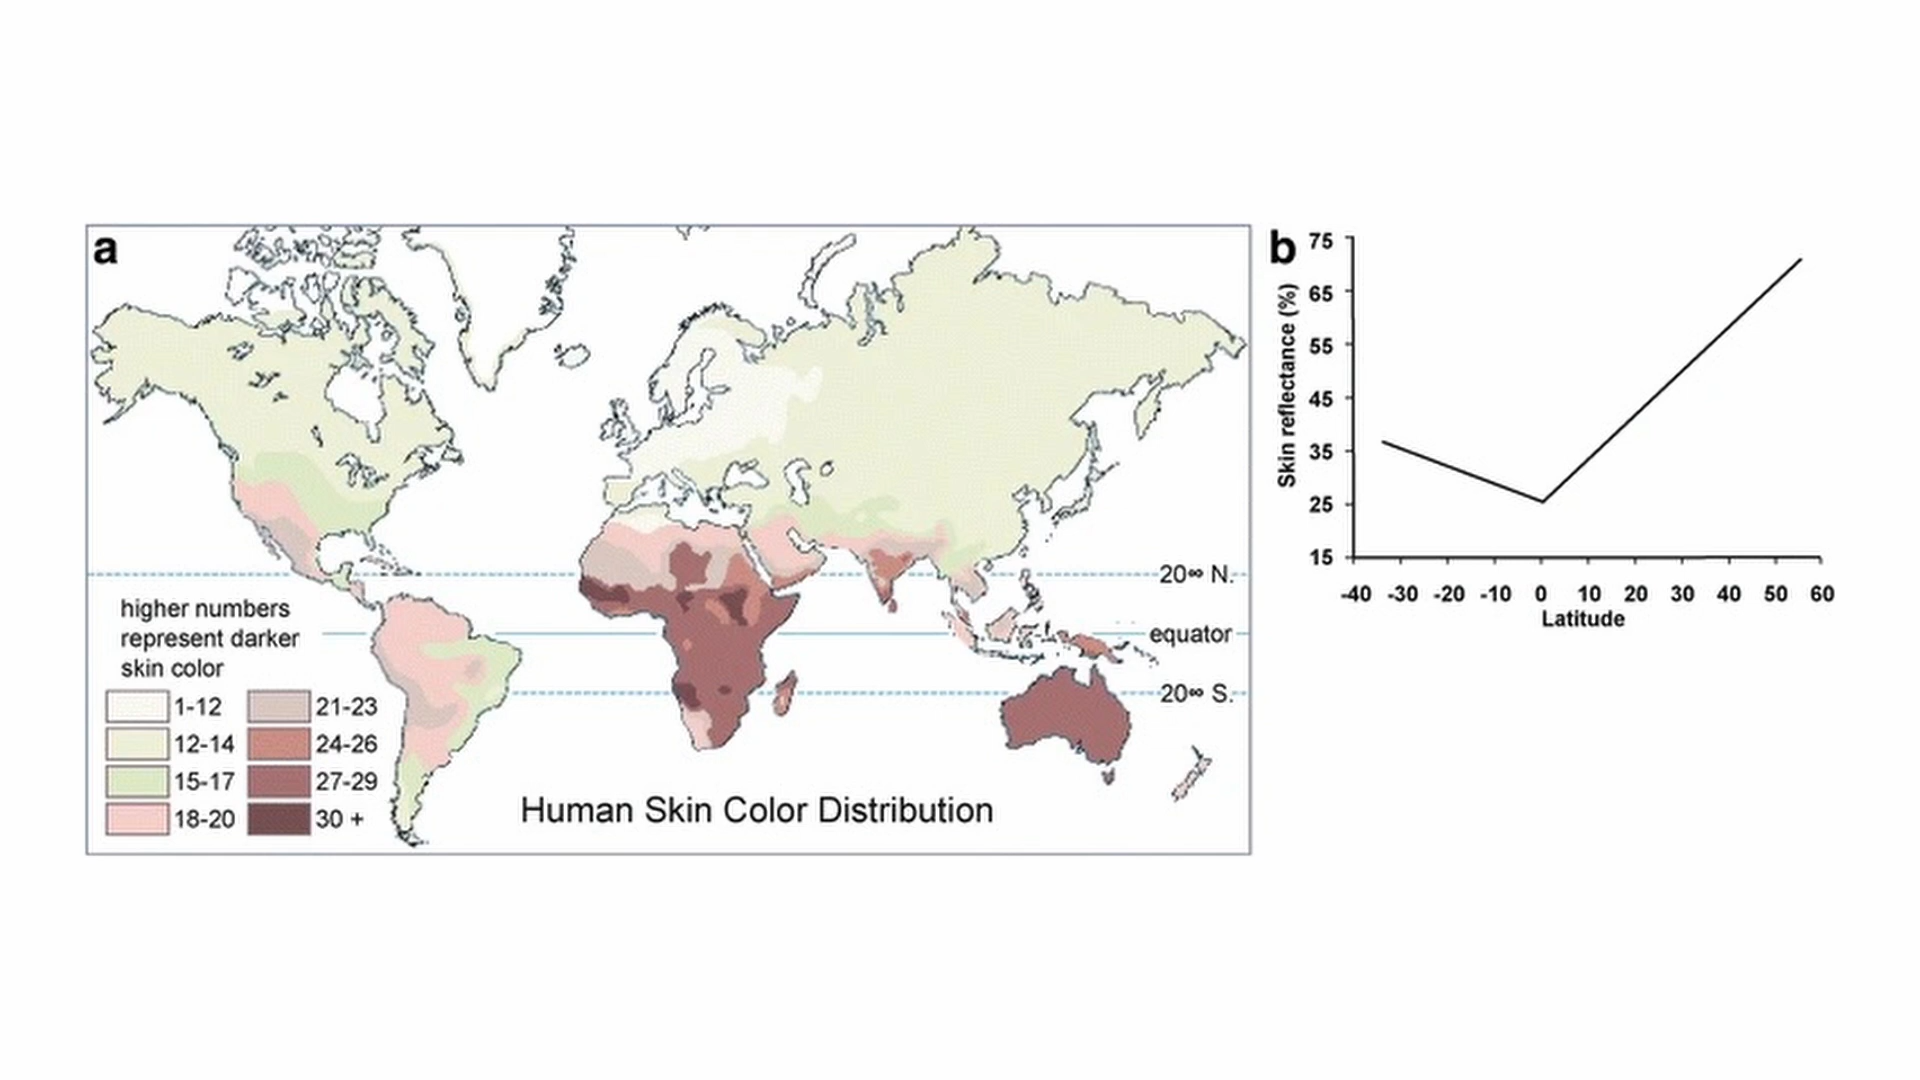 a
20∞ N.
equator
20∞ S.
higher numbers
represent darker
skin color
1-12
12-14
15-17
18-20
21-23
24-26
27-29
30 +
Human Skin Color Distribution
b
Skin reflectance (%)
75
65
55
45
35
25
15
-40 -30 -20 -10 0 10 20 30 40 50 60
Latitude